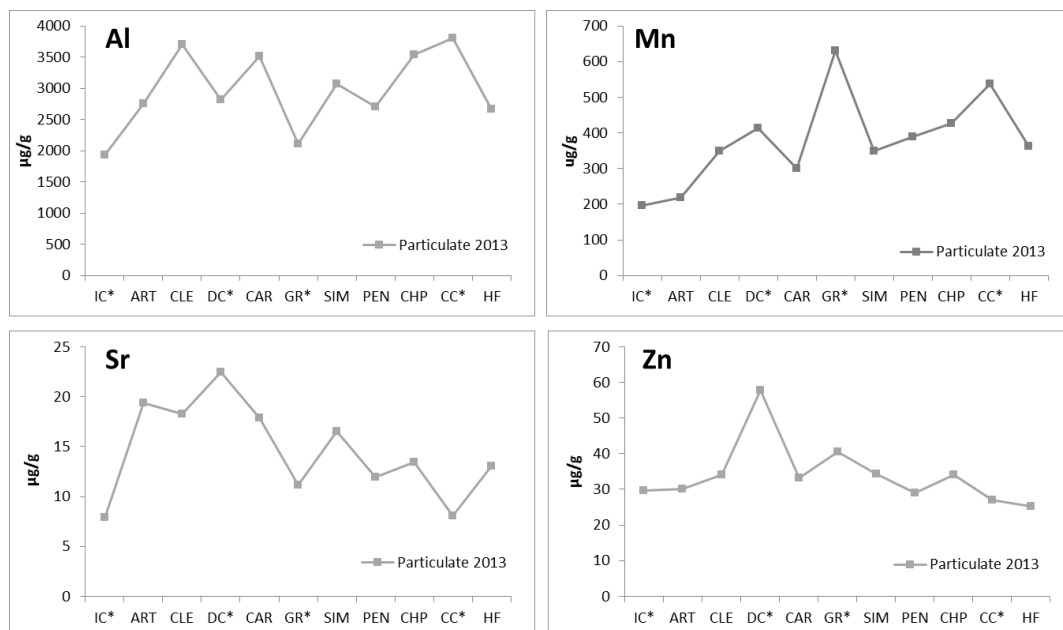 Al
4000
3500
3000
2500
2000
1500
1000
500
0
µg/g
Particulate 2013
IC* ART CLE DC* CAR GR* SIM PEN CHP CC* HF
Mn
700
600
500
400
300
200
100
0
ug/g
Particulate 2013
IC* ART CLE DC* CAR GR* SIM PEN CHP CC* HF
Sr
25
20
15
10
5
0
µg/g
Particulate 2013
IC* ART CLE DC* CAR GR* SIM PEN CHP CC* HF
Zn
70
60
50
40
30
20
10
0
µg/g
Particulate 2013
IC* ART CLE DC* CAR GR* SIM PEN CHP CC* HF